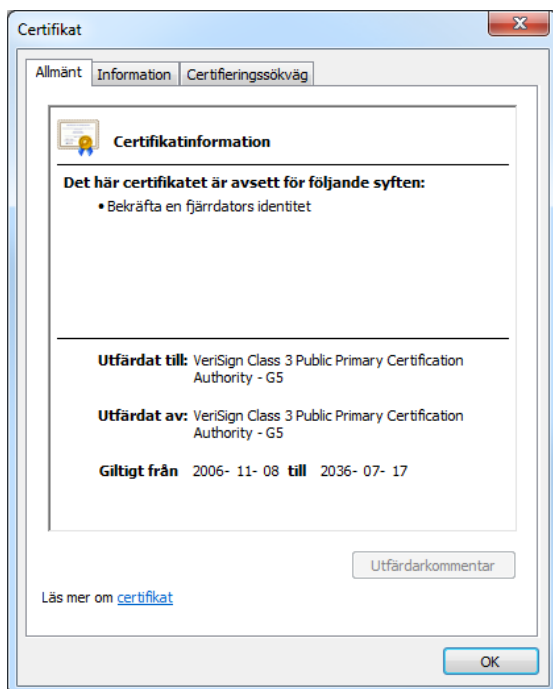 Certifikat
Allmänt Information Certifieringssökväg
Certifikatinformation
Det här certifikatet är avsett för följande syften:
• Bekräfta en fjärrdators identitet
Utfärdat till: VeriSign Class 3 Public Primary Certification
Authority - G5
Utfärdat av: VeriSign Class 3 Public Primary Certification
Authority - G5
Giltigt från 2006- 11- 08 till 2036- 07- 17
Utfärdarkommentar
Läs mer om certifikat
OK